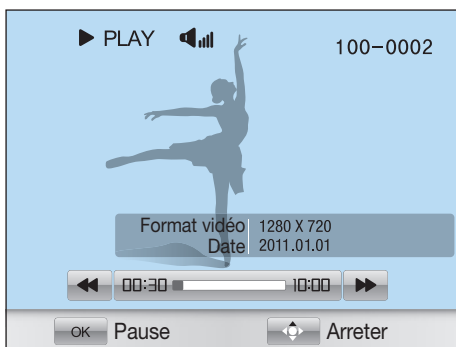 PLAY 100-0002
Format vidéo 1280 X 720
Date 2011.01.01
00:30 10:00
OK Pause Arreter